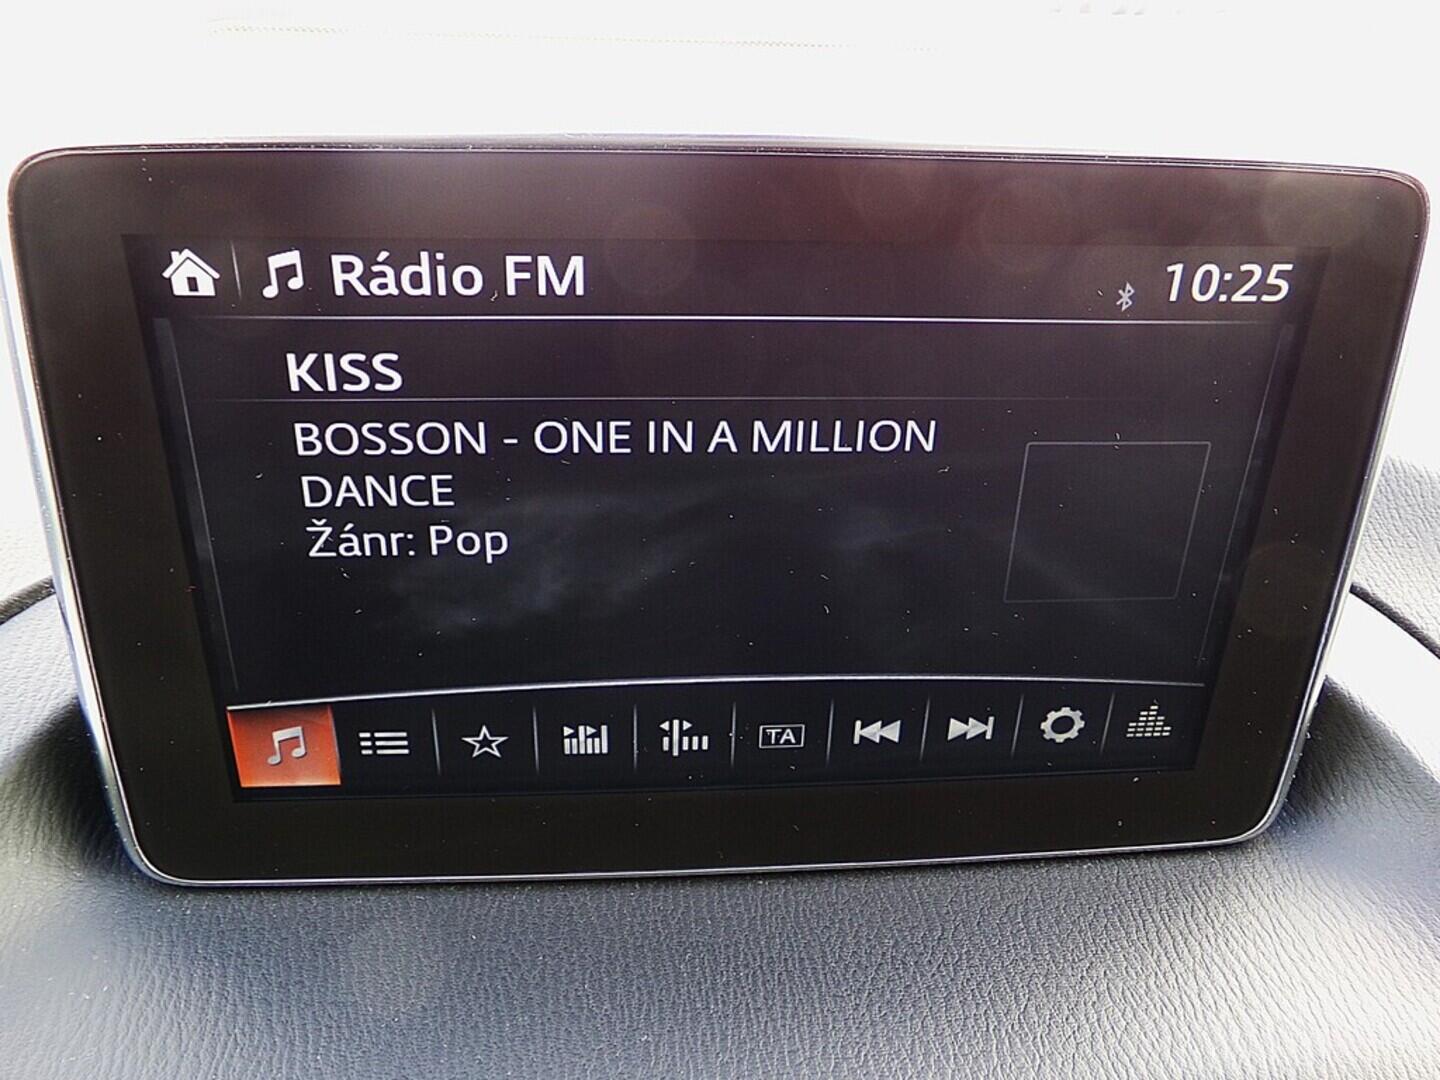 Rádio FM 10:25
KISS
BOSSON - ONE IN A MILLION
DANCE
Žánr: Pop
TA